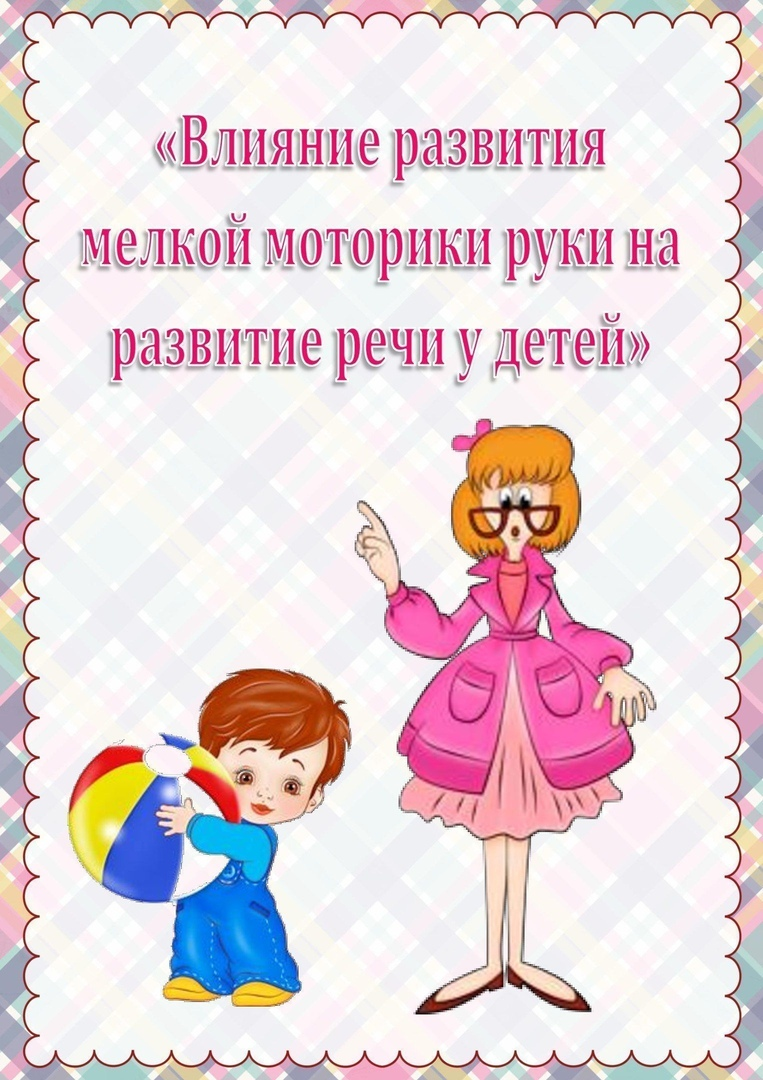 «Влияние развития
мелкой моторики руки на
развитие речи у детей»